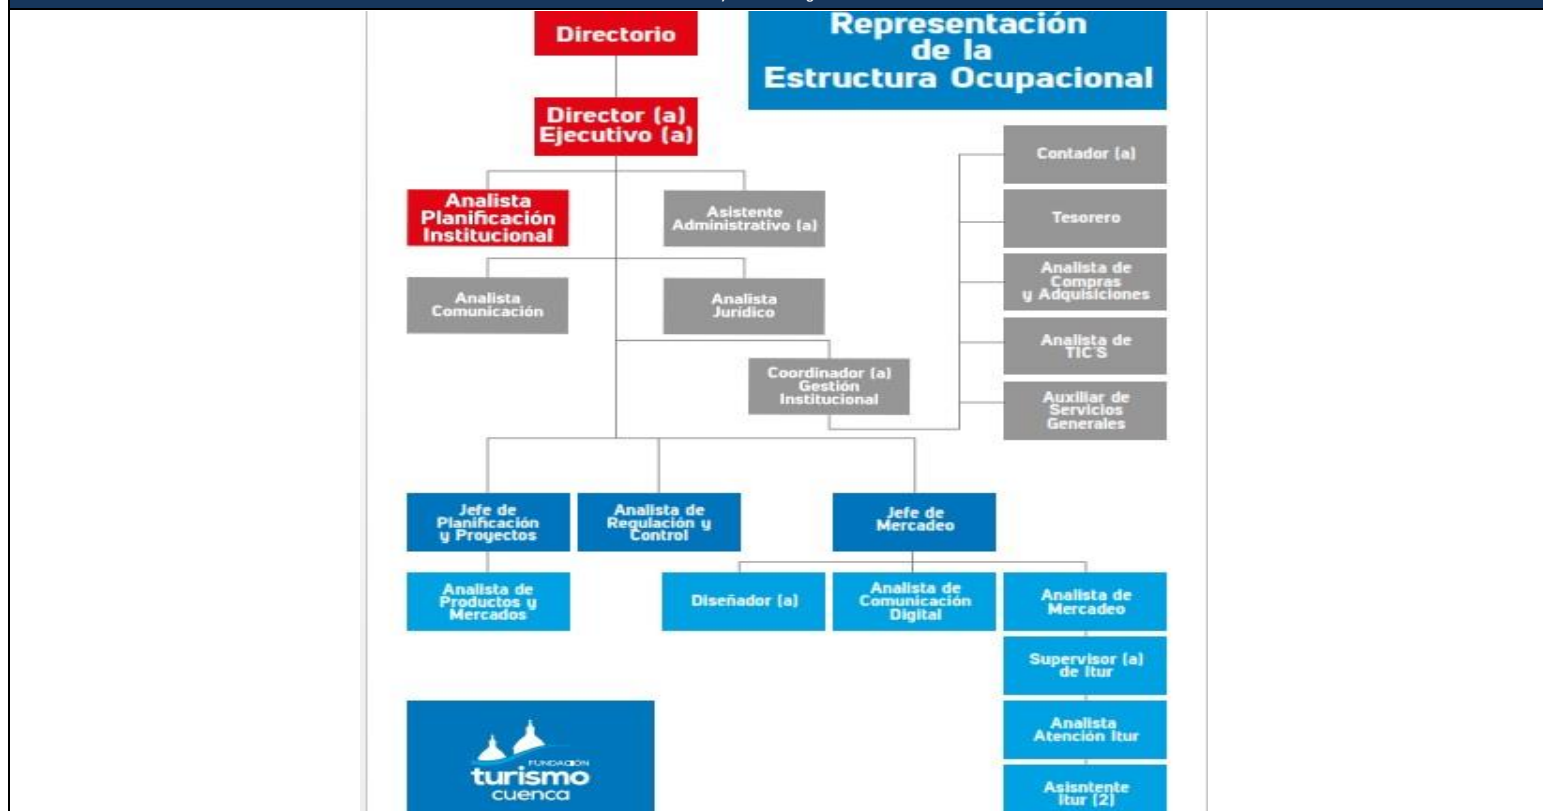 Directorio
Representación
de la
Estructura Ocupacional
Director (a)
Ejecutivo (a)
Contador (a)
Analista
Planificación
Institucional
Asistente
Administrativo (a)
Tesorero
Analista
Comunicación
Analista
Jurídico
Analista de
Compras
y Adquisiciones
Analista de
TIC'S
Coordinador (a)
Gestión
Institucional
Auxiliar de
Servicios
Generales
Jefe de
Planificación
y Proyectos
Analista de
Regulación y
Control
Jefe de
Mercadeo
Analista de
Productos y
Mercados
Diseñador (a)
Analista de
Comunicación
Digital
Analista de
Mercadeo
Supervisor (a)
de Itur
Analista
Atención Itur
Asisntente
Itur (2)
FUNDACIÓN
turismo
cuenca